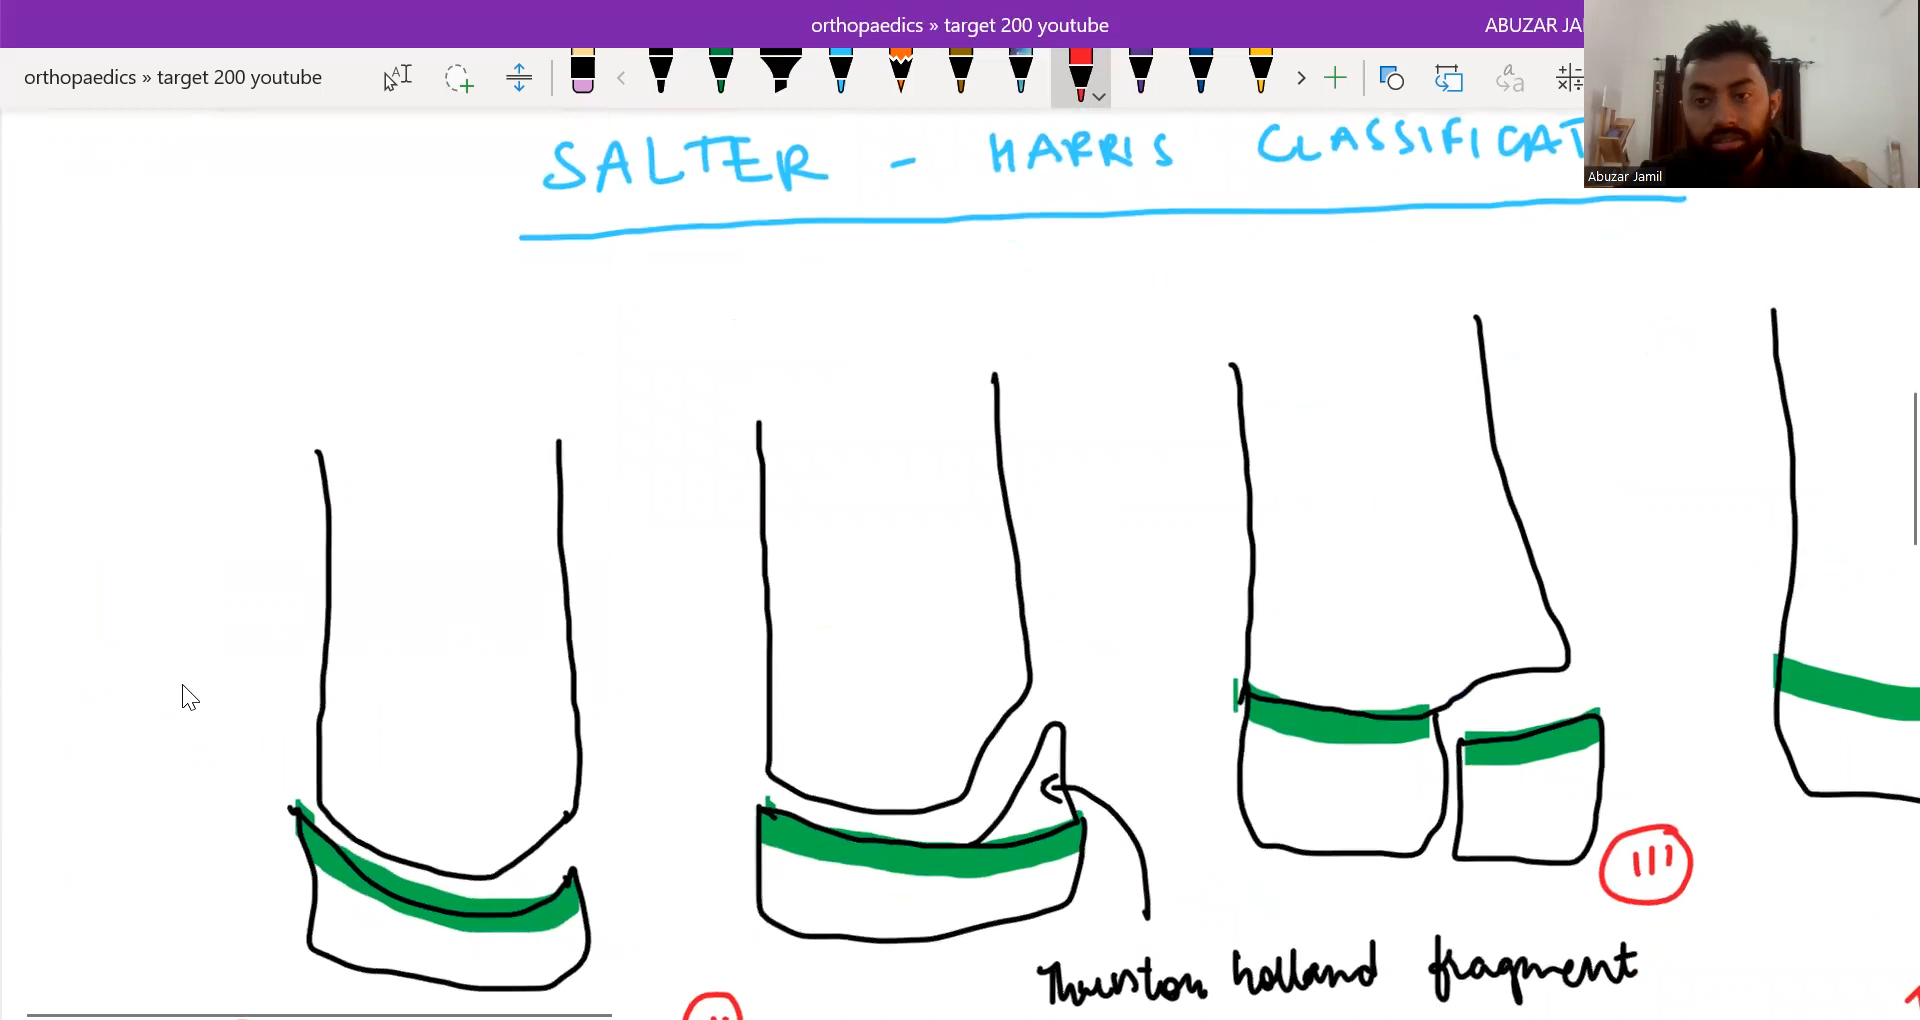 orthopaedics » target 200 youtube
ABUZAR JA
orthopaedics » target 200 youtube
Abuzar Jamil
SALTER - HARRIS CLASSIFICAT
III
Thurston holland fragment
II